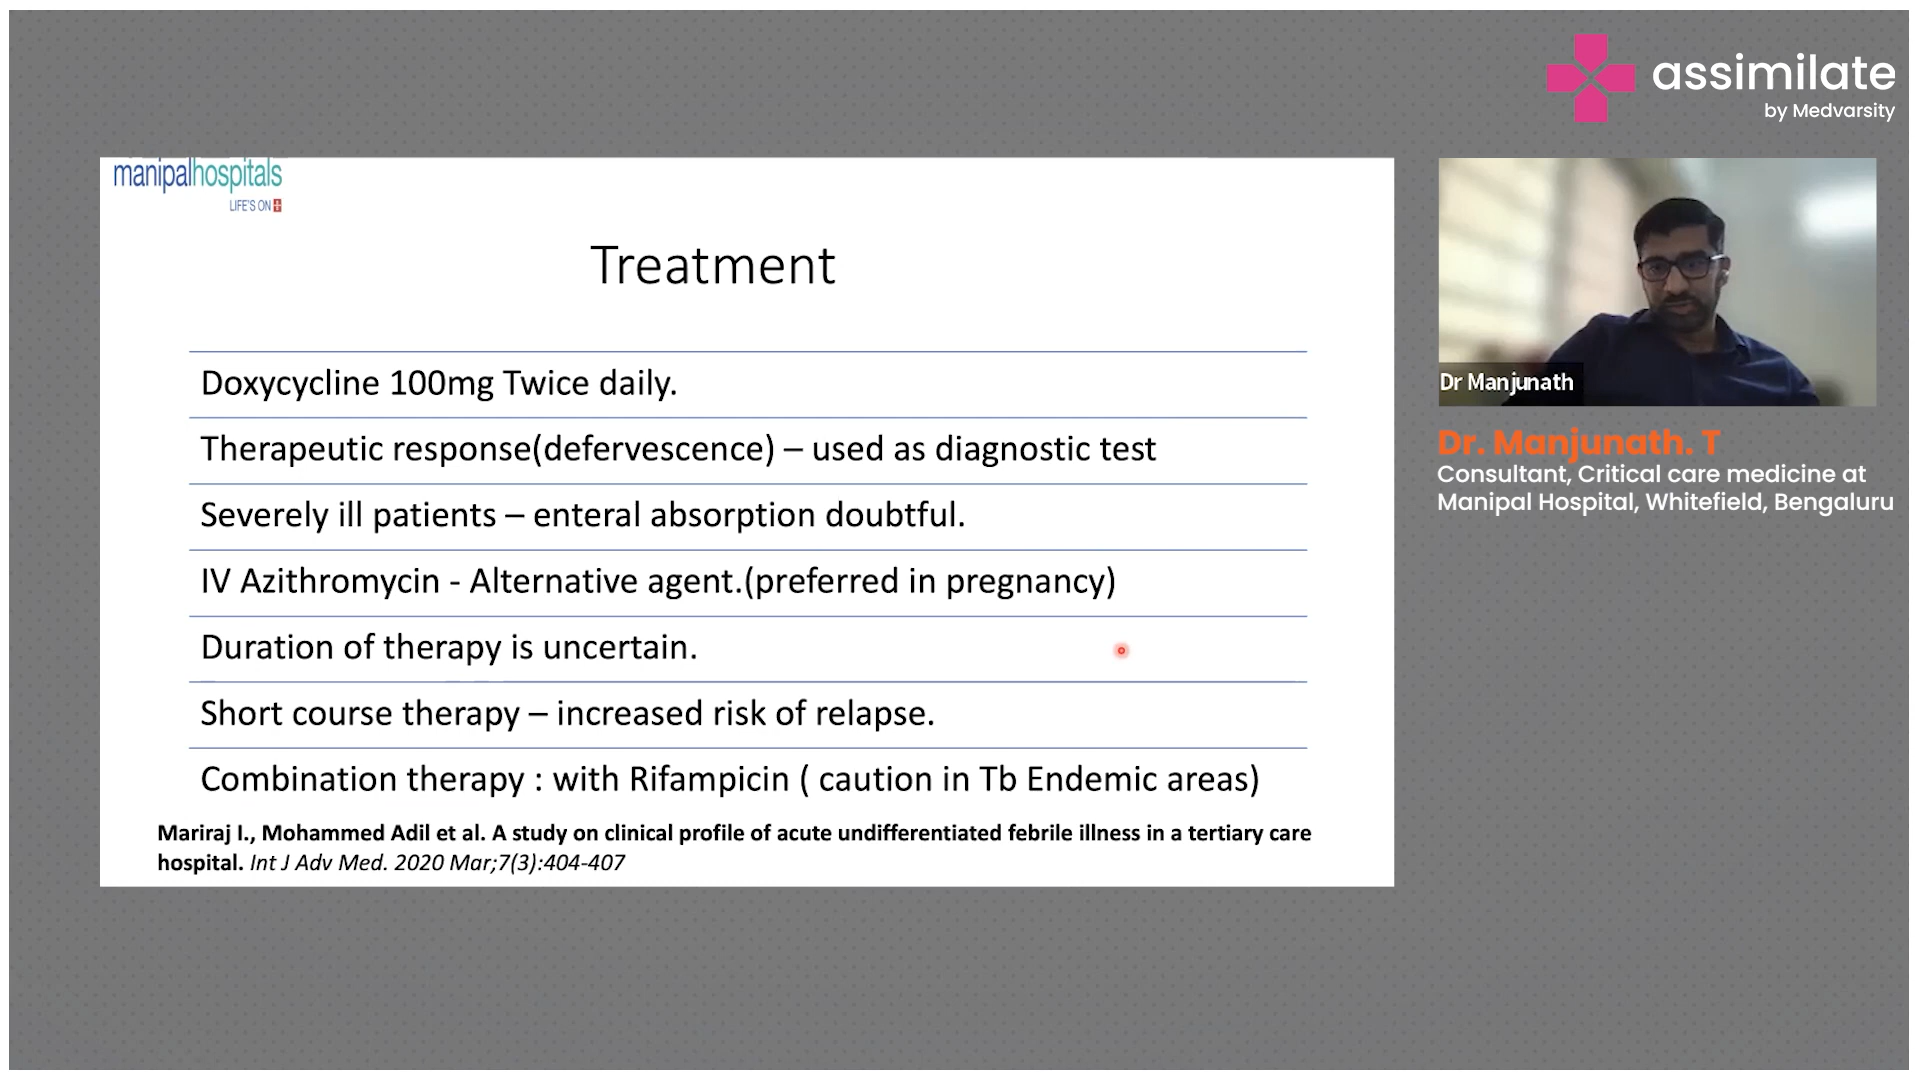 assimilate
by Medvarsity
manipalhospitals
LIFE'S ON
Treatment
Doxycycline 100mg Twice daily.
Therapeutic response(defervescence) – used as diagnostic test
Severely ill patients – enteral absorption doubtful.
IV Azithromycin - Alternative agent.(preferred in pregnancy)
Duration of therapy is uncertain.
Short course therapy – increased risk of relapse.
Combination therapy : with Rifampicin ( caution in Tb Endemic areas)
Mariraj I., Mohammed Adil et al. A study on clinical profile of acute undifferentiated febrile illness in a tertiary care
hospital. Int J Adv Med. 2020 Mar;7(3):404-407
Dr Manjunath
Dr. Manjunath. T
Consultant, Critical care medicine at
Manipal Hospital, Whitefield, Bengaluru